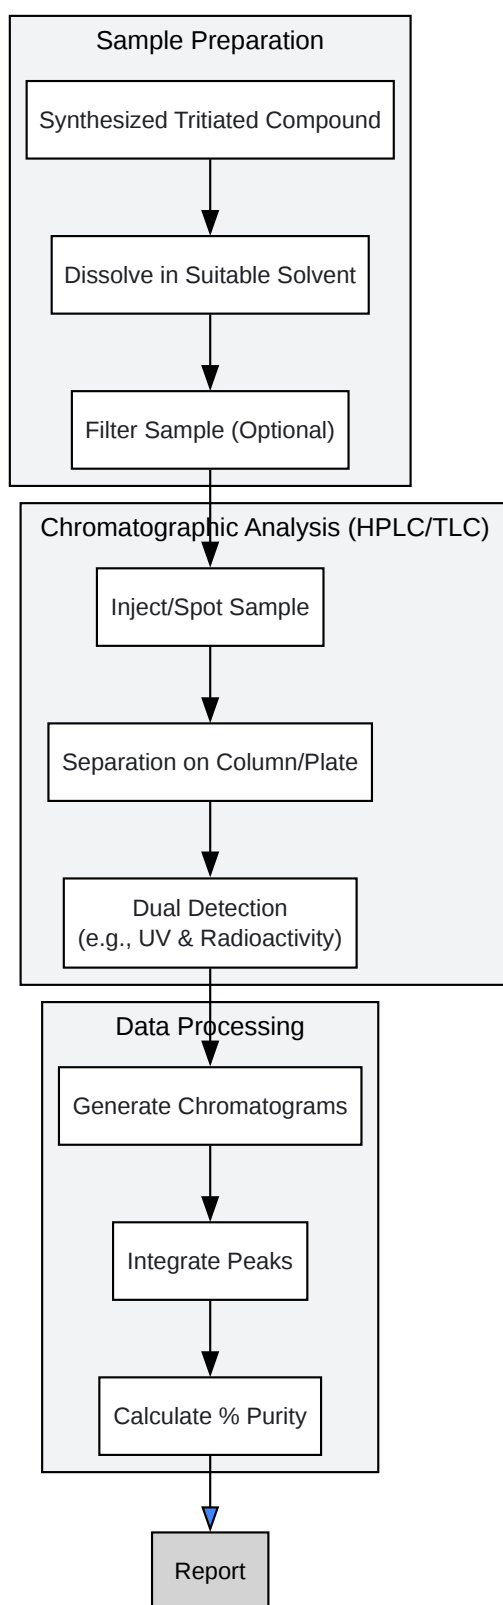 Sample Preparation
Synthesized Tritiated Compound
Dissolve in Suitable Solvent
Filter Sample (Optional)
Chromatographic Analysis (HPLC/TLC)
Inject/Spot Sample
Separation on Column/Plate
Dual Detection
(e.g., UV & Radioactivity)
Data Processing
Generate Chromatograms
Integrate Peaks
Calculate % Purity
Report